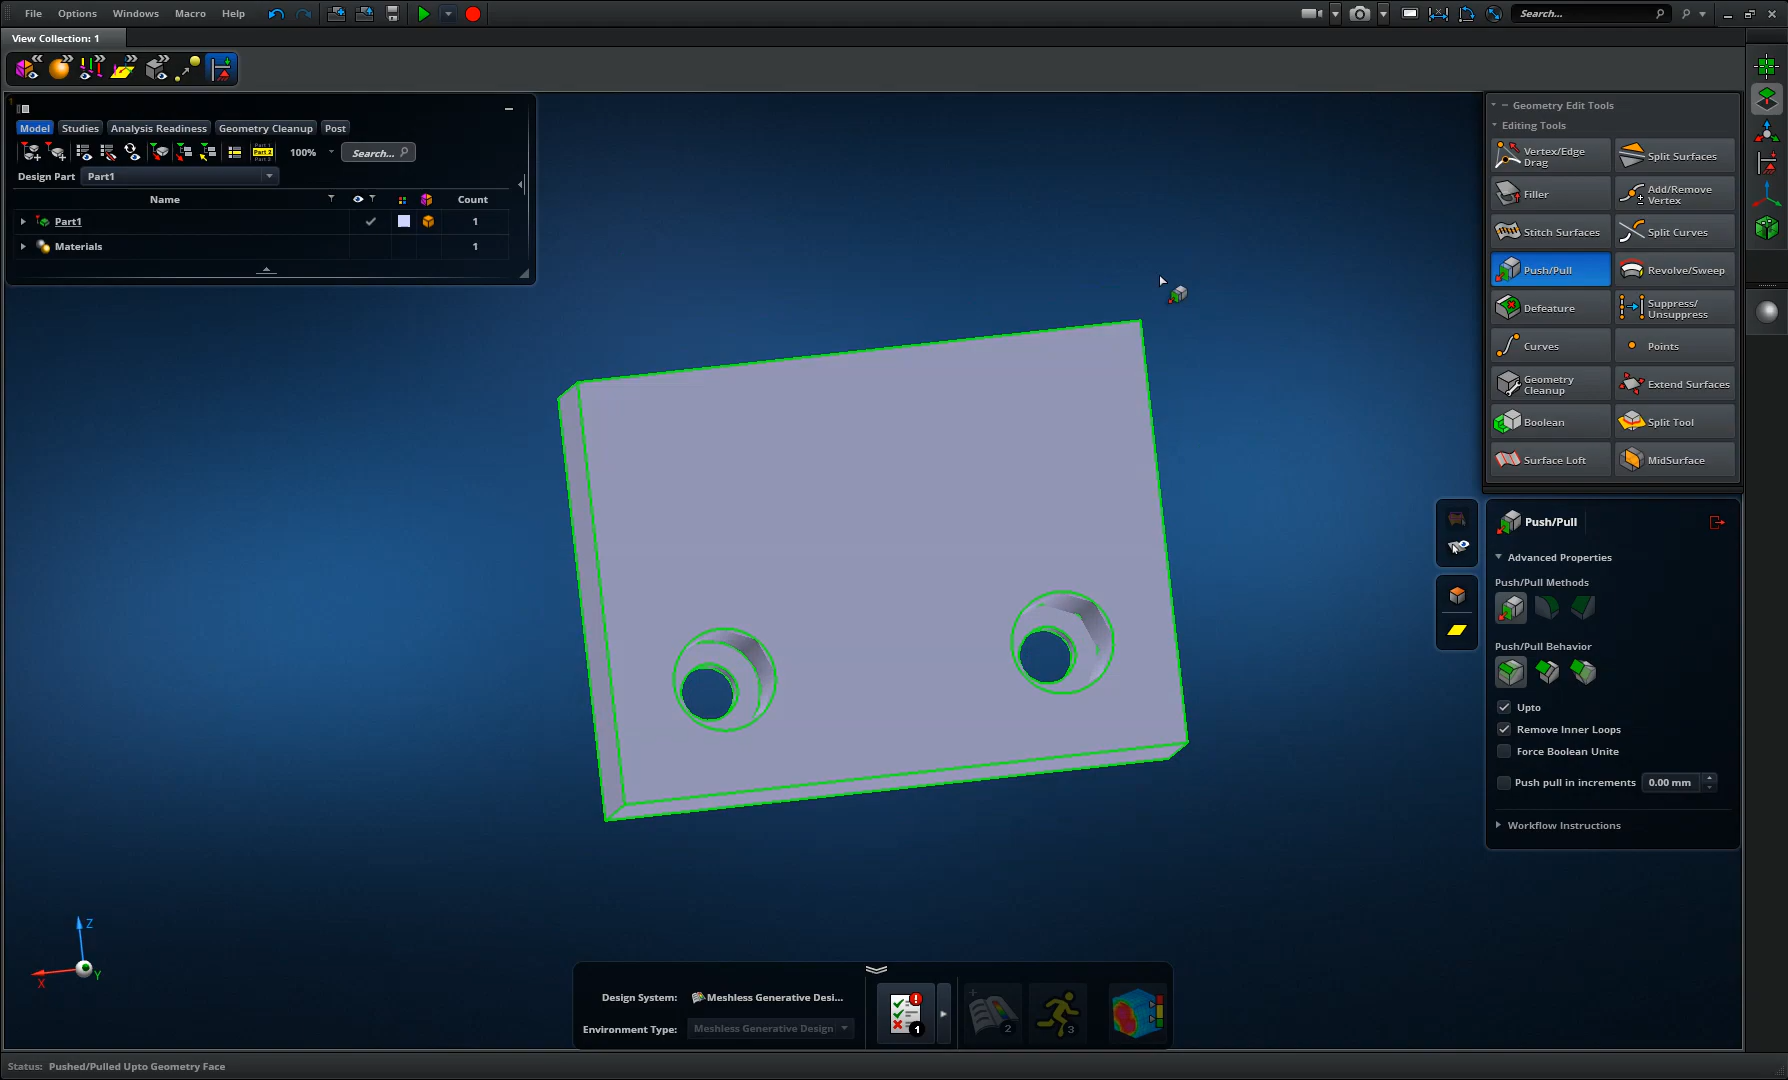 File Options Windows Macro Help Search...
View Collection: 1
Model Studies Analysis Readiness Geometry Cleanup Post
100% Search...
Design Part Part1
Name Count
Part1 1
Materials 1
Geometry Edit Tools
Editing Tools
Vertex/Edge Drag
Split Surfaces
Filler
Add/Remove Vertex
Stitch Surfaces
Split Curves
Push/Pull
Revolve/Sweep
Defeature
Suppress/ Unsuppress
Curves
Points
Geometry Cleanup
Extend Surfaces
Boolean
Split Tool
Surface Loft
MidSurface
Push/Pull
Advanced Properties
Push/Pull Methods
Push/Pull Behavior
Upto
Remove Inner Loops
Force Boolean Unite
Push pull in increments 0.00 mm
Workflow Instructions
Z
X
Y
Design System: Meshless Generative Desi...
Environment Type: Meshless Generative Design
1
2
3
Status: Pushed/Pulled Upto Geometry Face